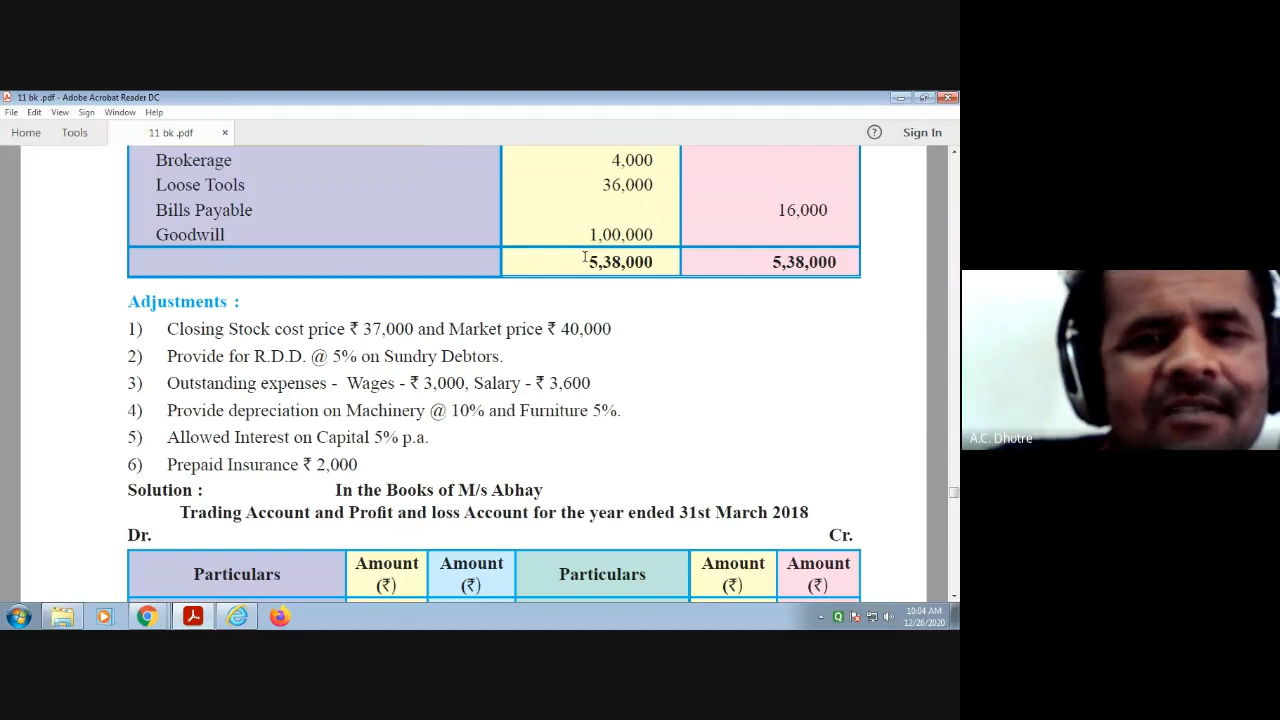 11 bk .pdf - Adobe Acrobat Reader DC
File Edit View Sign Window Help
Home Tools 11 bk .pdf × ? Sign In
Brokerage 4,000
Loose Tools 36,000
Bills Payable 16,000
Goodwill 1,00,000
5,38,000 5,38,000
Adjustments :
1) Closing Stock cost price ₹ 37,000 and Market price ₹ 40,000
2) Provide for R.D.D. @ 5% on Sundry Debtors.
3) Outstanding expenses - Wages - ₹ 3,000, Salary - ₹ 3,600
4) Provide depreciation on Machinery @ 10% and Furniture 5%.
5) Allowed Interest on Capital 5% p.a.
6) Prepaid Insurance ₹ 2,000
Solution : In the Books of M/s Abhay
Trading Account and Profit and loss Account for the year ended 31st March 2018
Dr. Cr.
Particulars Amount (₹) Amount (₹) Particulars Amount (₹) Amount (₹)
A.C. Dhotre
10:04 AM
12/26/2020